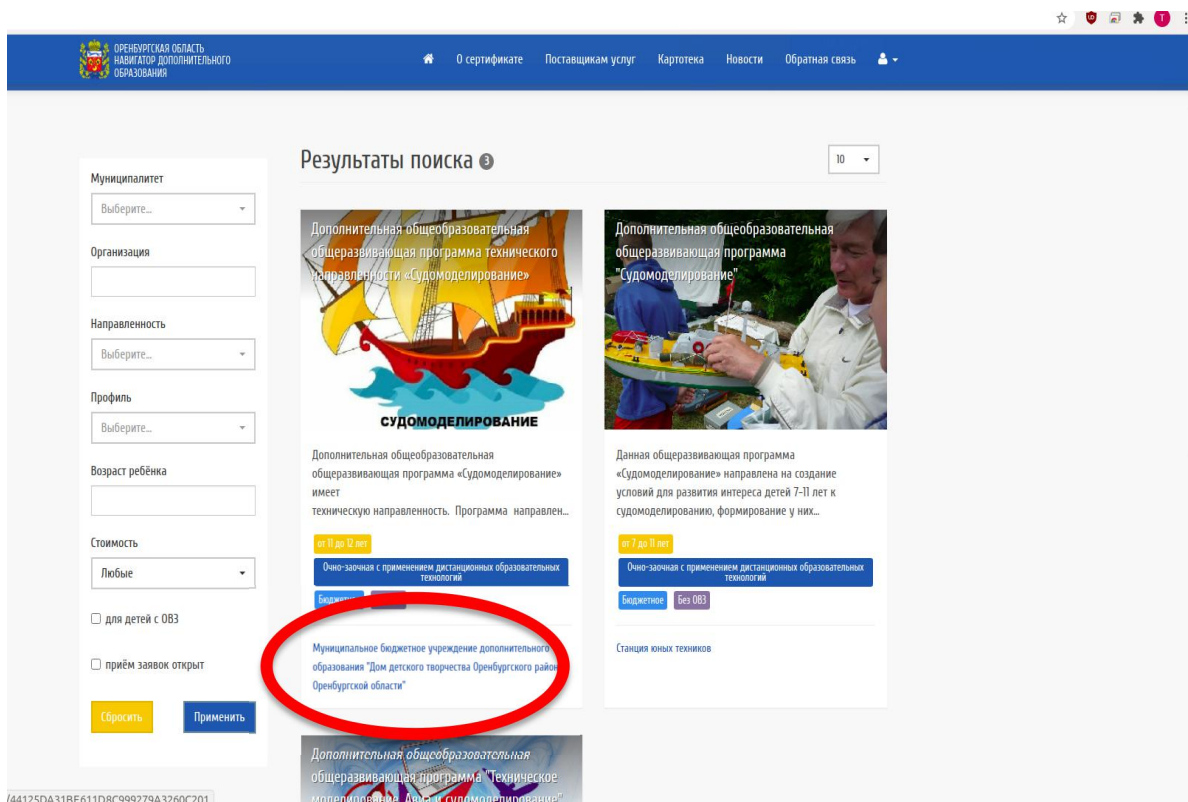 ОРЕНБУРГСКАЯ ОБЛАСТЬ
НАВИГАТОР ДОПОЛНИТЕЛЬНОГО
ОБРАЗОВАНИЯ
О сертификате
Поставщикам услуг
Картотека
Новости
Обратная связь
T
Результаты поиска 3
10
Муниципалитет
Выберите...
Организация
Направленность
Выберите...
Профиль
Выберите...
Возраст ребёнка
Стоимость
Любые
для детей с ОВЗ
приём заявок открыт
Сбросить
Применить
Дополнительная общеобразовательная
общеразвивающая программа технического
направленности «Судомоделирование»
СУДОМОДЕЛИРОВАНИЕ
Дополнительная общеобразовательная
общеразвивающая программа «Судомоделирование»
имеет
техническую направленность. Программа направлен...
от 11 до 12 лет
Очно-заочная с применением дистанционных образовательных
технологий
Муниципальное бюджетное учреждение дополнительного
образования "Дом детского творчества Оренбургского район
Оренбургской области"
Дополнительная общеобразовательная
общеразвивающая программа
"Судомоделирование"
Данная общеразвивающая программа
«Судомоделирование» направлена на создание
условий для развития интереса детей 7-11 лет к
судомоделированию, формирование у них...
от 7 до 11 лет
Очно-заочная с применением дистанционных образовательных
технологий
Бюджетное
Без ОВЗ
Станция юных техников
Дополнительная общеобразовательная
общеразвивающая программа "Техническое
моделирование. Авиа и судомоделирование"
/44125DA31BE611D8C999279A3260C201